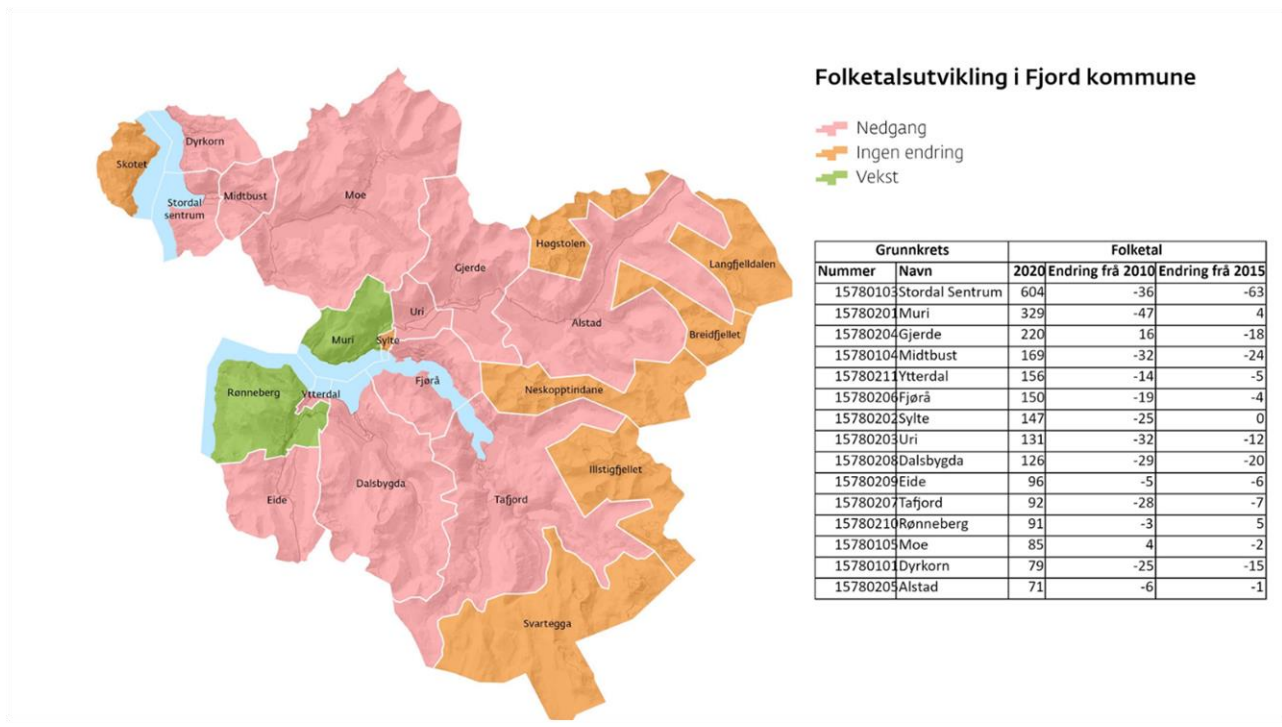 Folketalsutvikling i Fjord kommune
Nedgang
Ingen endring
Vekst
Dyrkorn
Skotet
Midtbust
Moe
Stordal
sentrum
Høgstolen
Langfjelldalen
Gjerde
Uri
Alstad
Breidfjellet
Muri
Sylte
Fjørå
Rønneberg
Ytterdal
Neskopptindane
Illstigfjellet
Dalsbygda
Eide
Tafjord
Svartegga
Grunnkrets Folketal
Nummer Navn 2020 Endring frå 2010 Endring frå 2015
15780103 Stordal Sentrum 604 -36 -63
15780201 Muri 329 -47 4
15780204 Gjerde 220 16 -18
15780104 Midtbust 169 -32 -24
15780211 Ytterdal 156 -14 -5
15780206 Fjørå 150 -19 -4
15780202 Sylte 147 -25 0
15780203 Uri 131 -32 -12
15780208 Dalsbygda 126 -29 -20
15780209 Eide 96 -5 -6
15780207 Tafjord 92 -28 -7
15780210 Rønneberg 91 -3 5
15780105 Moe 85 4 -2
15780101 Dyrkorn 79 -25 -15
15780205 Alstad 71 -6 -1